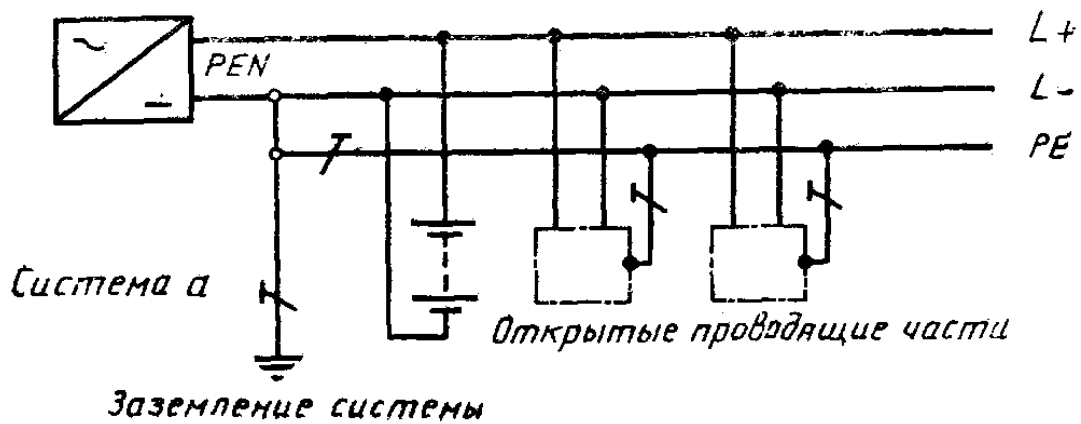 L+
PEN
L-
PE
Система а
Открытые проводящие части
Заземление системы